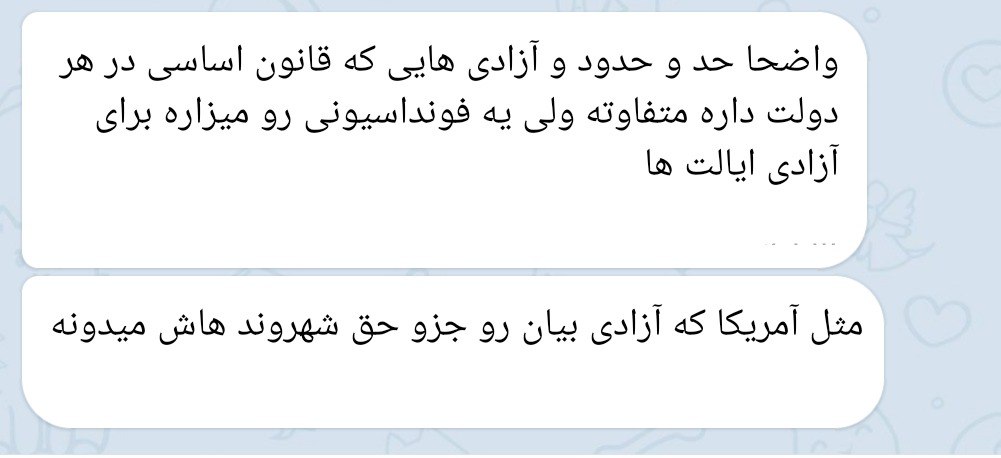 واضحا حد و حدود و آزادی هایی که قانون اساسی در هر
دولت داره متفاوته ولی یه فونداسیونی رو میزاره برای
آزادی ایالت ها
مثل آمریکا که آزادی بیان رو جزو حق شهروند هاش میدونه